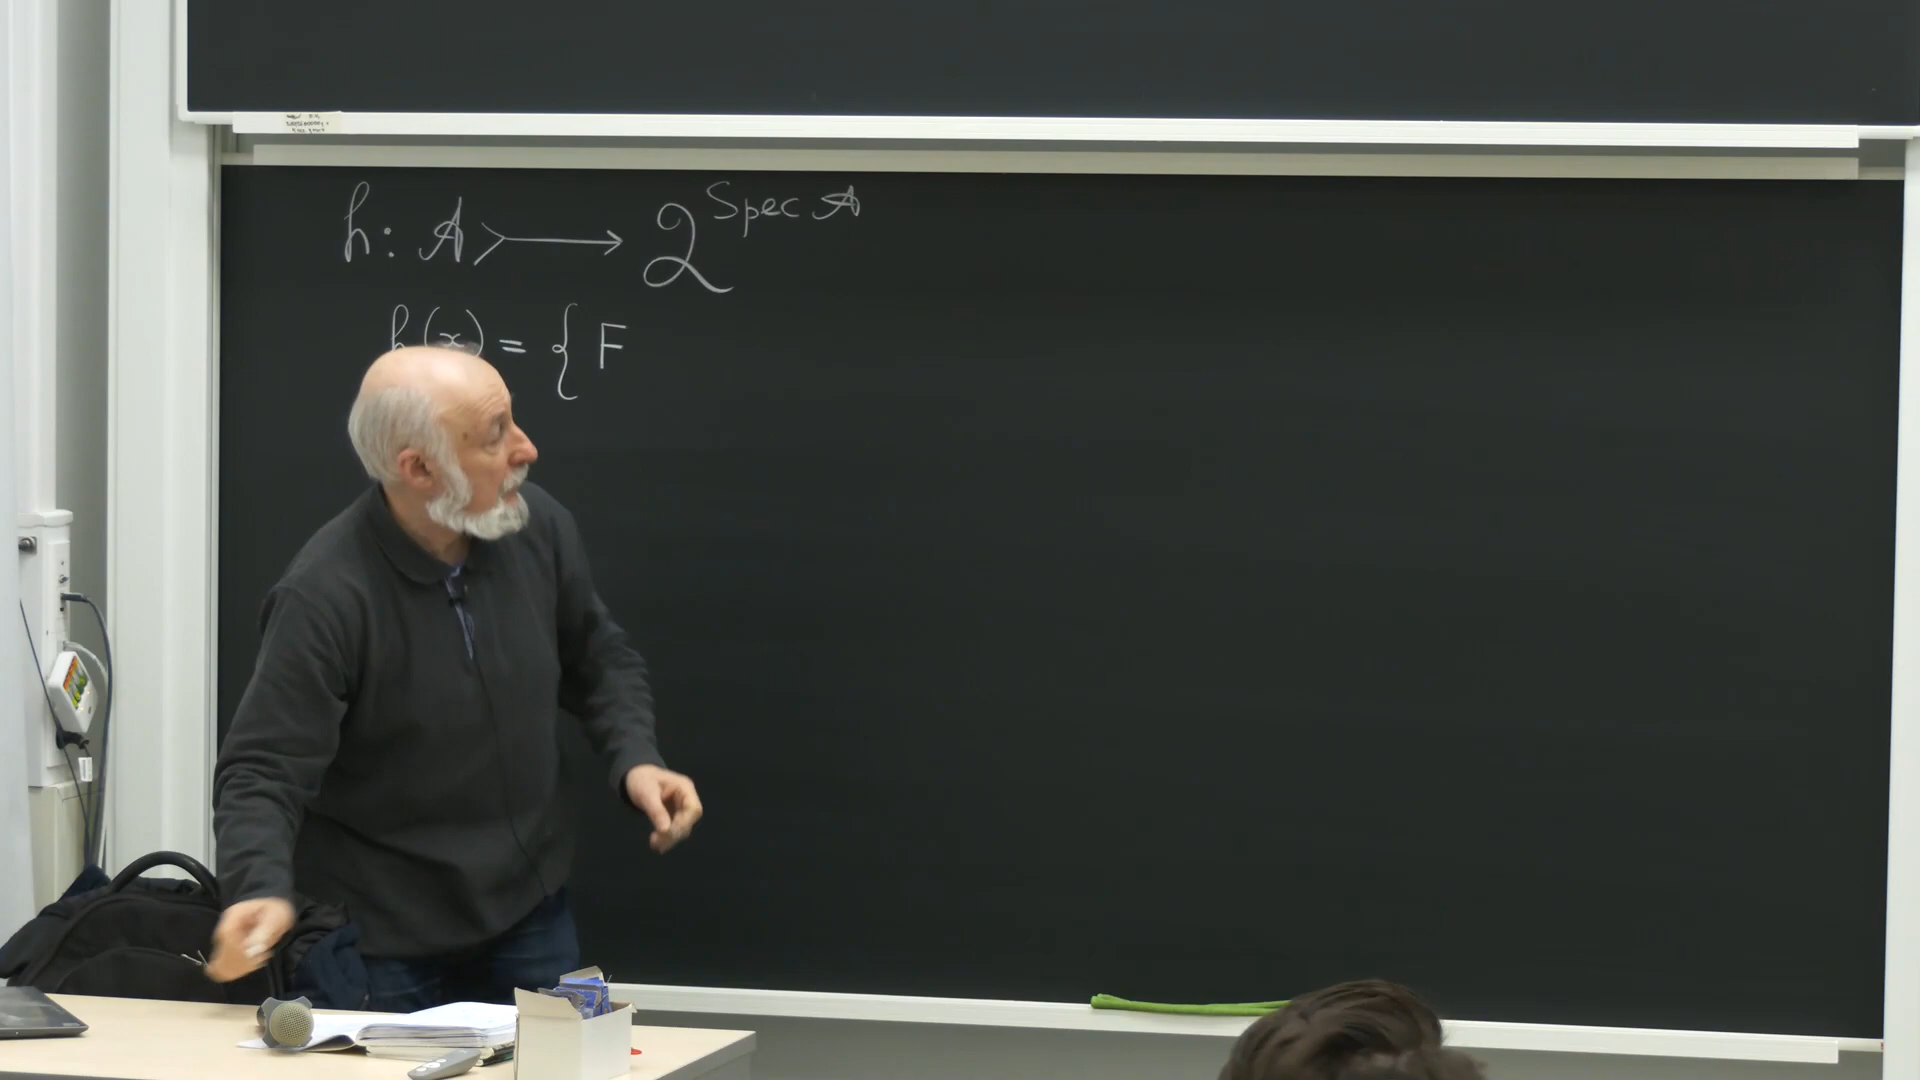 h: 𝒜 ↣ 2^{Spec 𝒜}
h(x) = { F